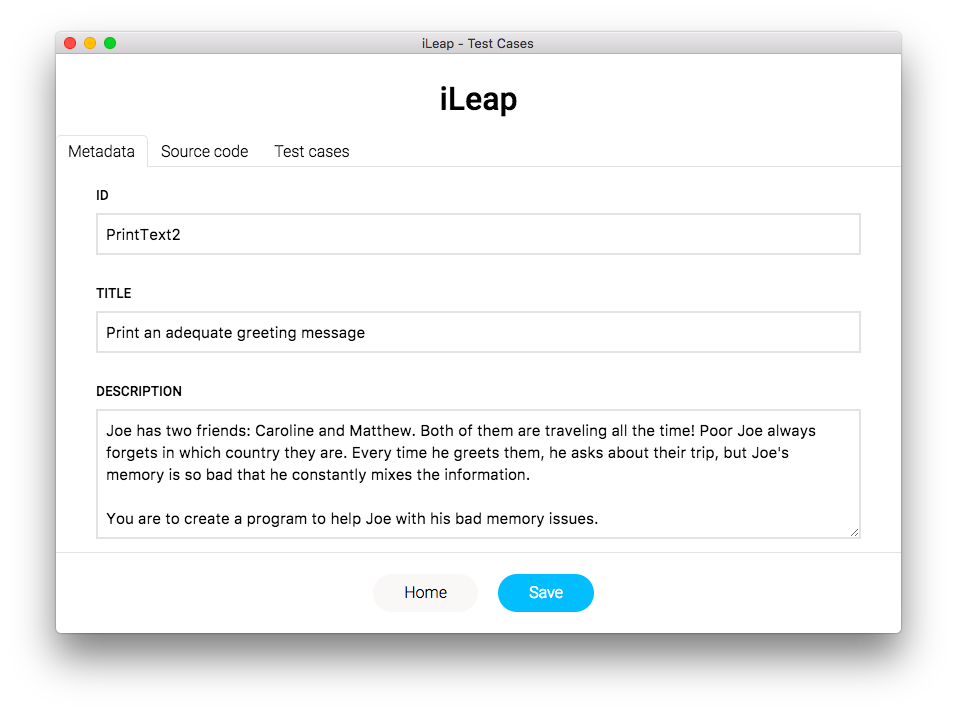 iLeap - Test Cases
iLeap
Metadata Source code Test cases
ID
PrintText2
TITLE
Print an adequate greeting message
DESCRIPTION
Joe has two friends: Caroline and Matthew. Both of them are traveling all the time! Poor Joe always
forgets in which country they are. Every time he greets them, he asks about their trip, but Joe's
memory is so bad that he constantly mixes the information.
You are to create a program to help Joe with his bad memory issues.
Home Save